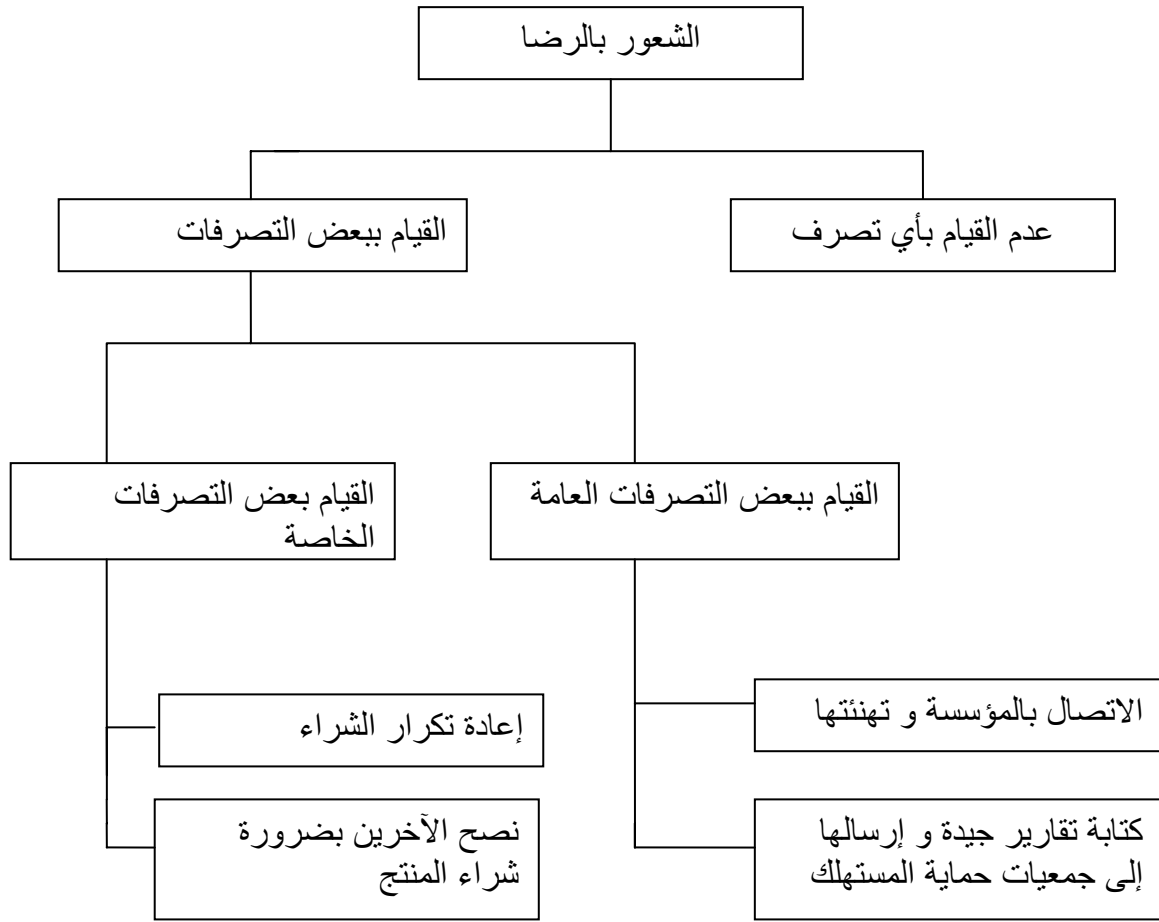 الشعور بالرضا
عدم القيام بأي تصرف
القيام ببعض التصرفات
القيام ببعض التصرفات العامة
القيام بعض التصرفات
الخاصة
الاتصال بالمؤسسة و تهنئتها
إعادة تكرار الشراء
كتابة تقارير جيدة و إرسالها
إلى جمعيات حماية المستهلك
نصح الآخرين بضرورة
شراء المنتج